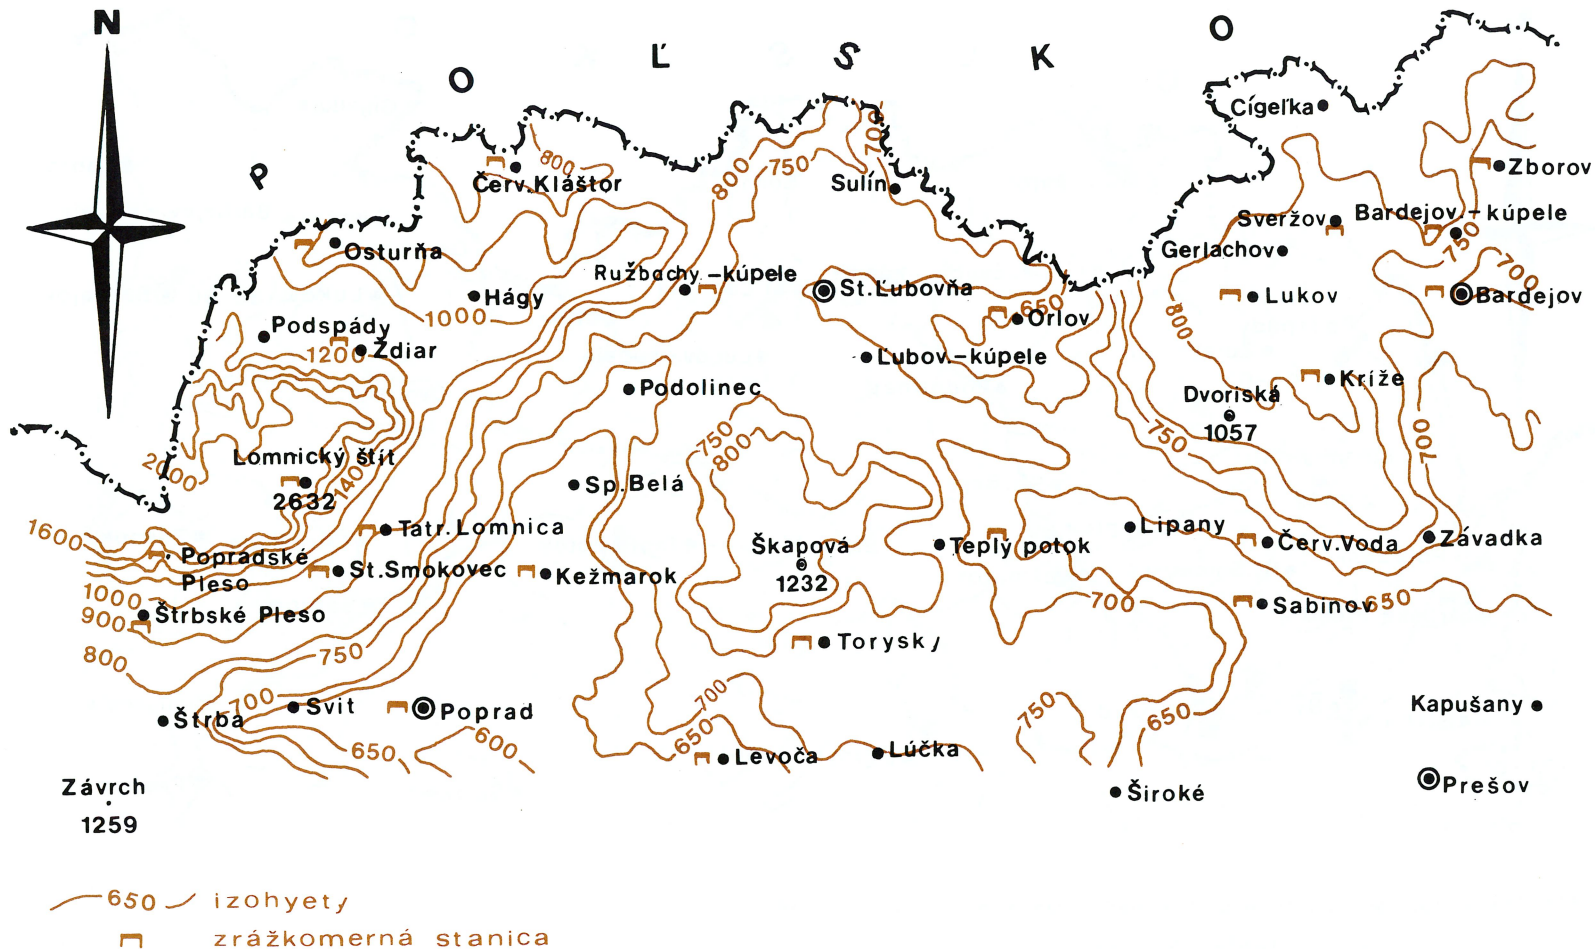 N
P O Ľ S K O
Cígeľka
800
700
Zborov
Červ.Kláštor
800
750
Sulín
Sveržov
Bardejov.-kúpele
Osturňa
Gerlachov
750
700
Ružbachy-kúpele
St.Ľubovňa
Hágy
Lukov
Bardejov
1000
650
Orlov
800
Podspády
1200
Ždiar
Ľubov.-kúpele
Podolinec
Kríže
Dvoriská
1057
750
800
750
700
2000
Lomnický štít
2632
140
Sp.Belá
1600
Tatr.Lomnica
Lipany
Popradské
Pleso
Škapová
1232
Teplý potok
Červ.Voda
Závadka
St.Smokovec
Kežmarok
1000
900
Štrbské Pleso
700
Sabinov
650
800
750
Torysky
700
Svit
Poprad
700
750
650
Kapušany
Štrba
650
600
650
Levoča
Lúčka
Závrch
1259
Široké
Prešov
650 izohyety
zrážkomerná stanica